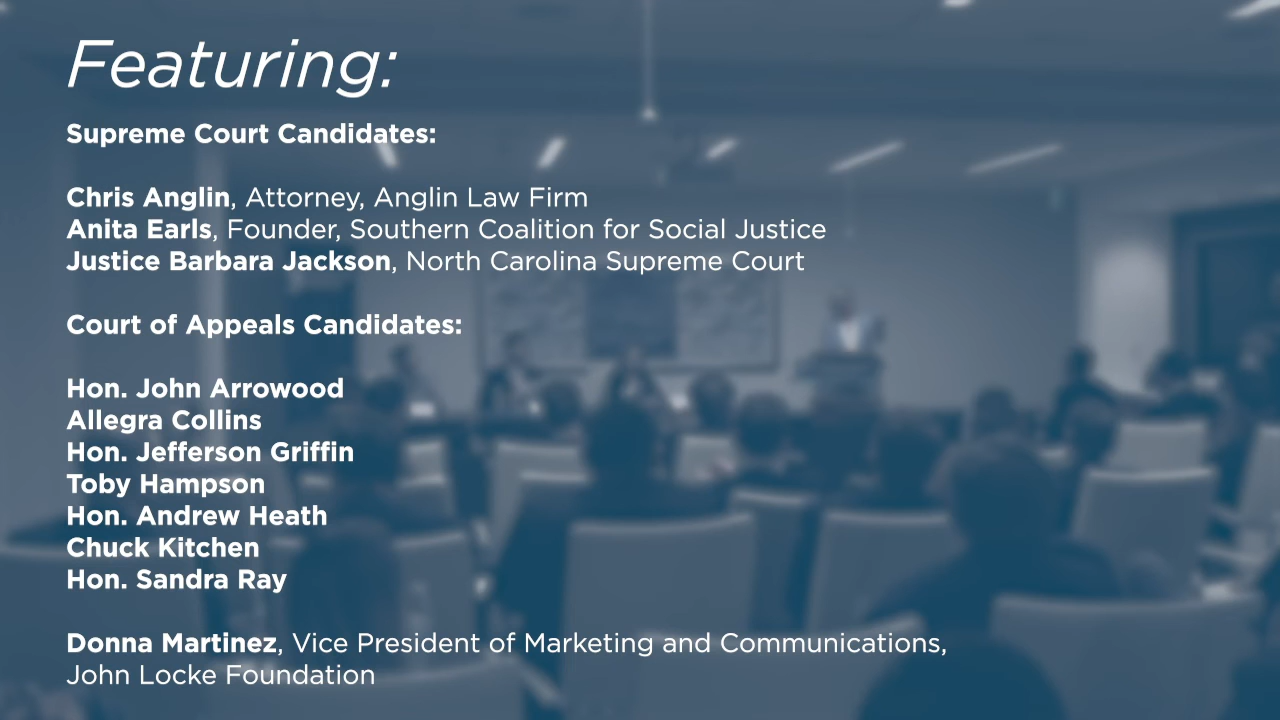 Featuring:
Supreme Court Candidates:
Chris Anglin, Attorney, Anglin Law Firm
Anita Earls, Founder, Southern Coalition for Social Justice
Justice Barbara Jackson, North Carolina Supreme Court
Court of Appeals Candidates:
Hon. John Arrowood
Allegra Collins
Hon. Jefferson Griffin
Toby Hampson
Hon. Andrew Heath
Chuck Kitchen
Hon. Sandra Ray
Donna Martinez, Vice President of Marketing and Communications,
John Locke Foundation